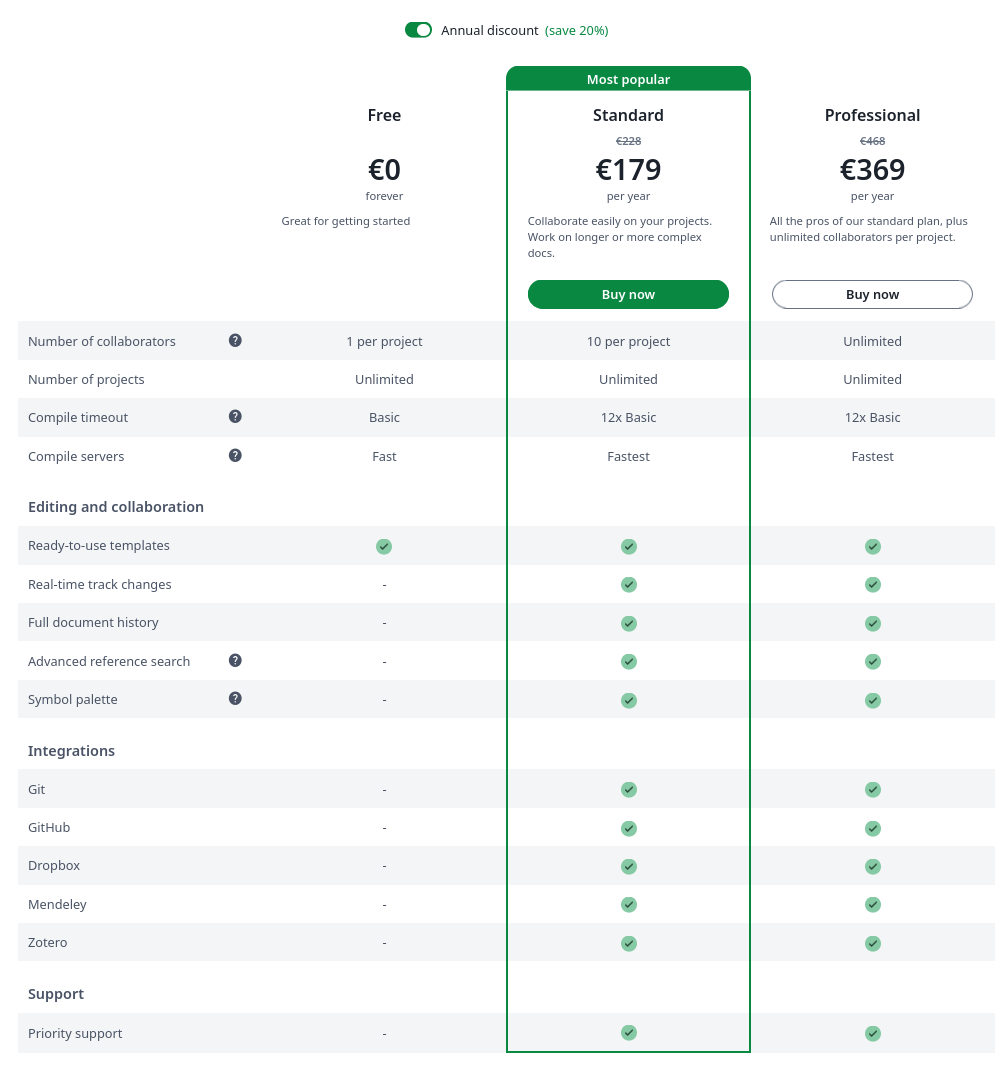 Annual discount (save 20%)
Most popular
Free Standard Professional
€228 €468
€0 €179 €369
forever per year per year
Great for getting started Collaborate easily on your projects. All the pros of our standard plan, plus
Work on longer or more complex unlimited collaborators per project.
docs.
Buy now Buy now
Number of collaborators ? 1 per project 10 per project Unlimited
Number of projects Unlimited Unlimited Unlimited
Compile timeout ? Basic 12x Basic 12x Basic
Compile servers ? Fast Fastest Fastest
Editing and collaboration
Ready-to-use templates
Real-time track changes -
Full document history -
Advanced reference search ? -
Symbol palette ? -
Integrations
Git -
GitHub -
Dropbox -
Mendeley -
Zotero -
Support
Priority support -